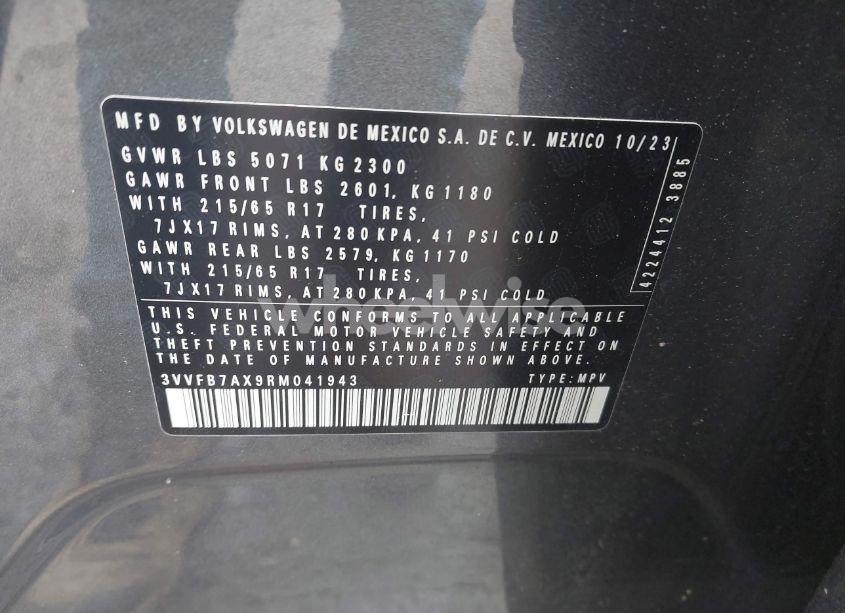 MFD BY VOLKSWAGEN DE MEXICO S.A. DE C.V. MEXICO 10/23
GVWR LBS 5071 KG 2300
GAWR FRONT LBS 2601, KG 1180
WITH 215/65 R17 TIRES,
7JX17 RIMS, AT 280 KPA, 41 PSI COLD
GAWR REAR LBS 2579, KG 1170
WITH 215/65 R17 TIRES,
7JX17 RIMS, AT 280 KPA, 41 PSI COLD
THIS VEHICLE CONFORMS TO ALL APPLICABLE
U.S. FEDERAL MOTOR VEHICLE SAFETY AND
THEFT PREVENTION STANDARDS IN EFFECT ON
THE DATE OF MANUFACTURE SHOWN ABOVE.
3VVFB7AX9RM041943 TYPE: MPV
4224412 3885
wheelwise